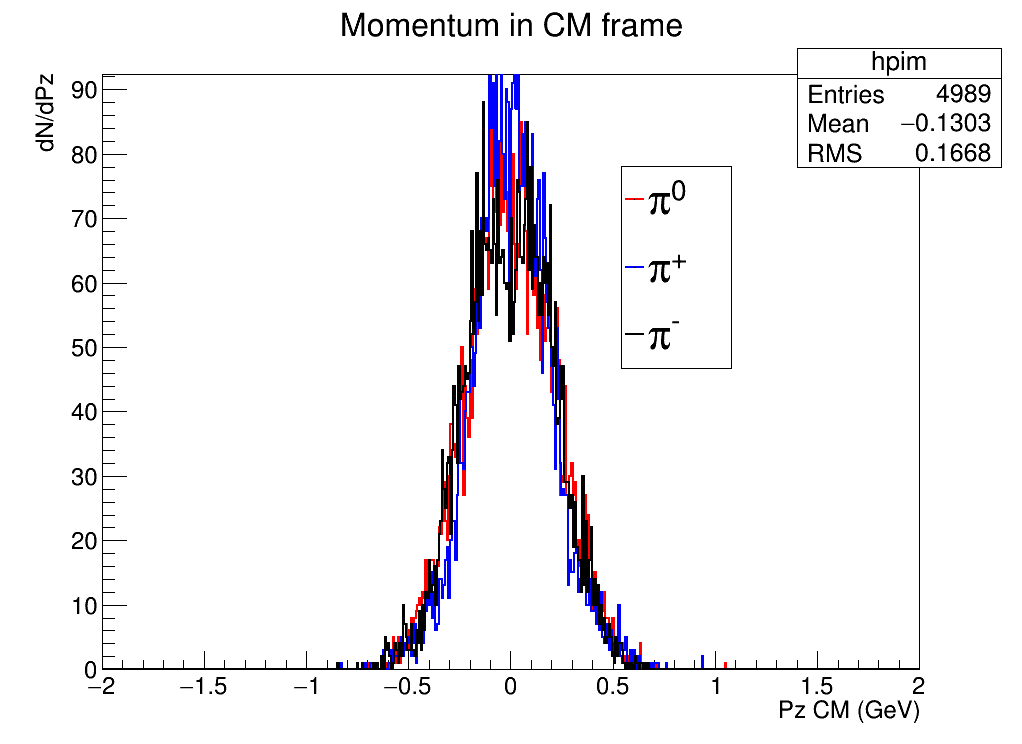 Momentum in CM frame
hpim
Entries 4989
Mean −0.1303
RMS 0.1668
dN/dPz
90
80
70
60
50
40
30
20
10
0
π⁰
π⁺
π⁻
−2 −1.5 −1 −0.5 0 0.5 1 1.5 2
Pz CM (GeV)